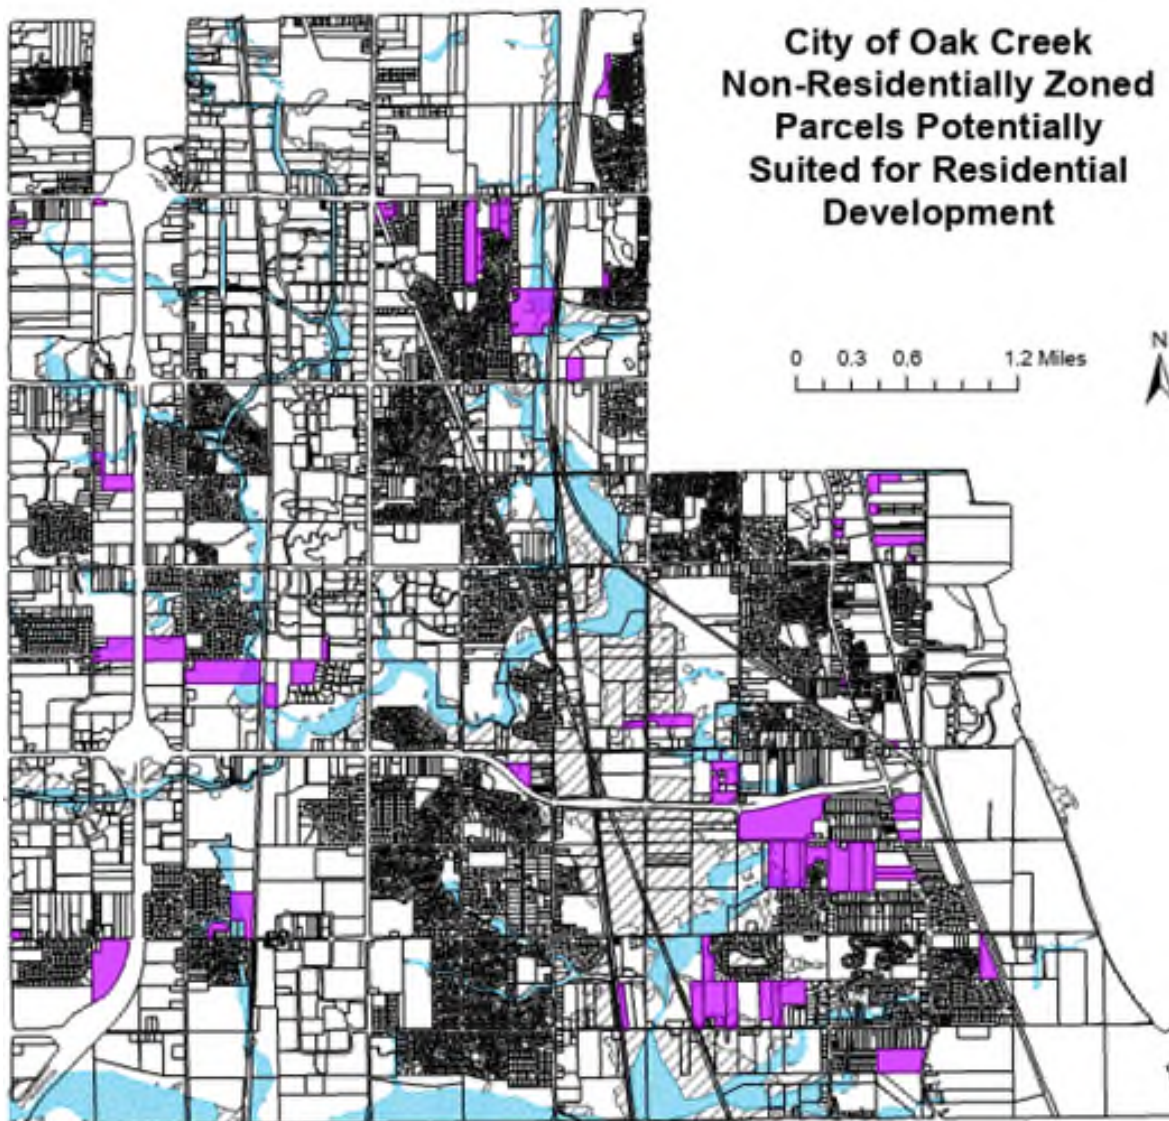 City of Oak Creek
Non-Residentially Zoned
Parcels Potentially
Suited for Residential
Development
N
0 0.3 0.6 1.2 Miles